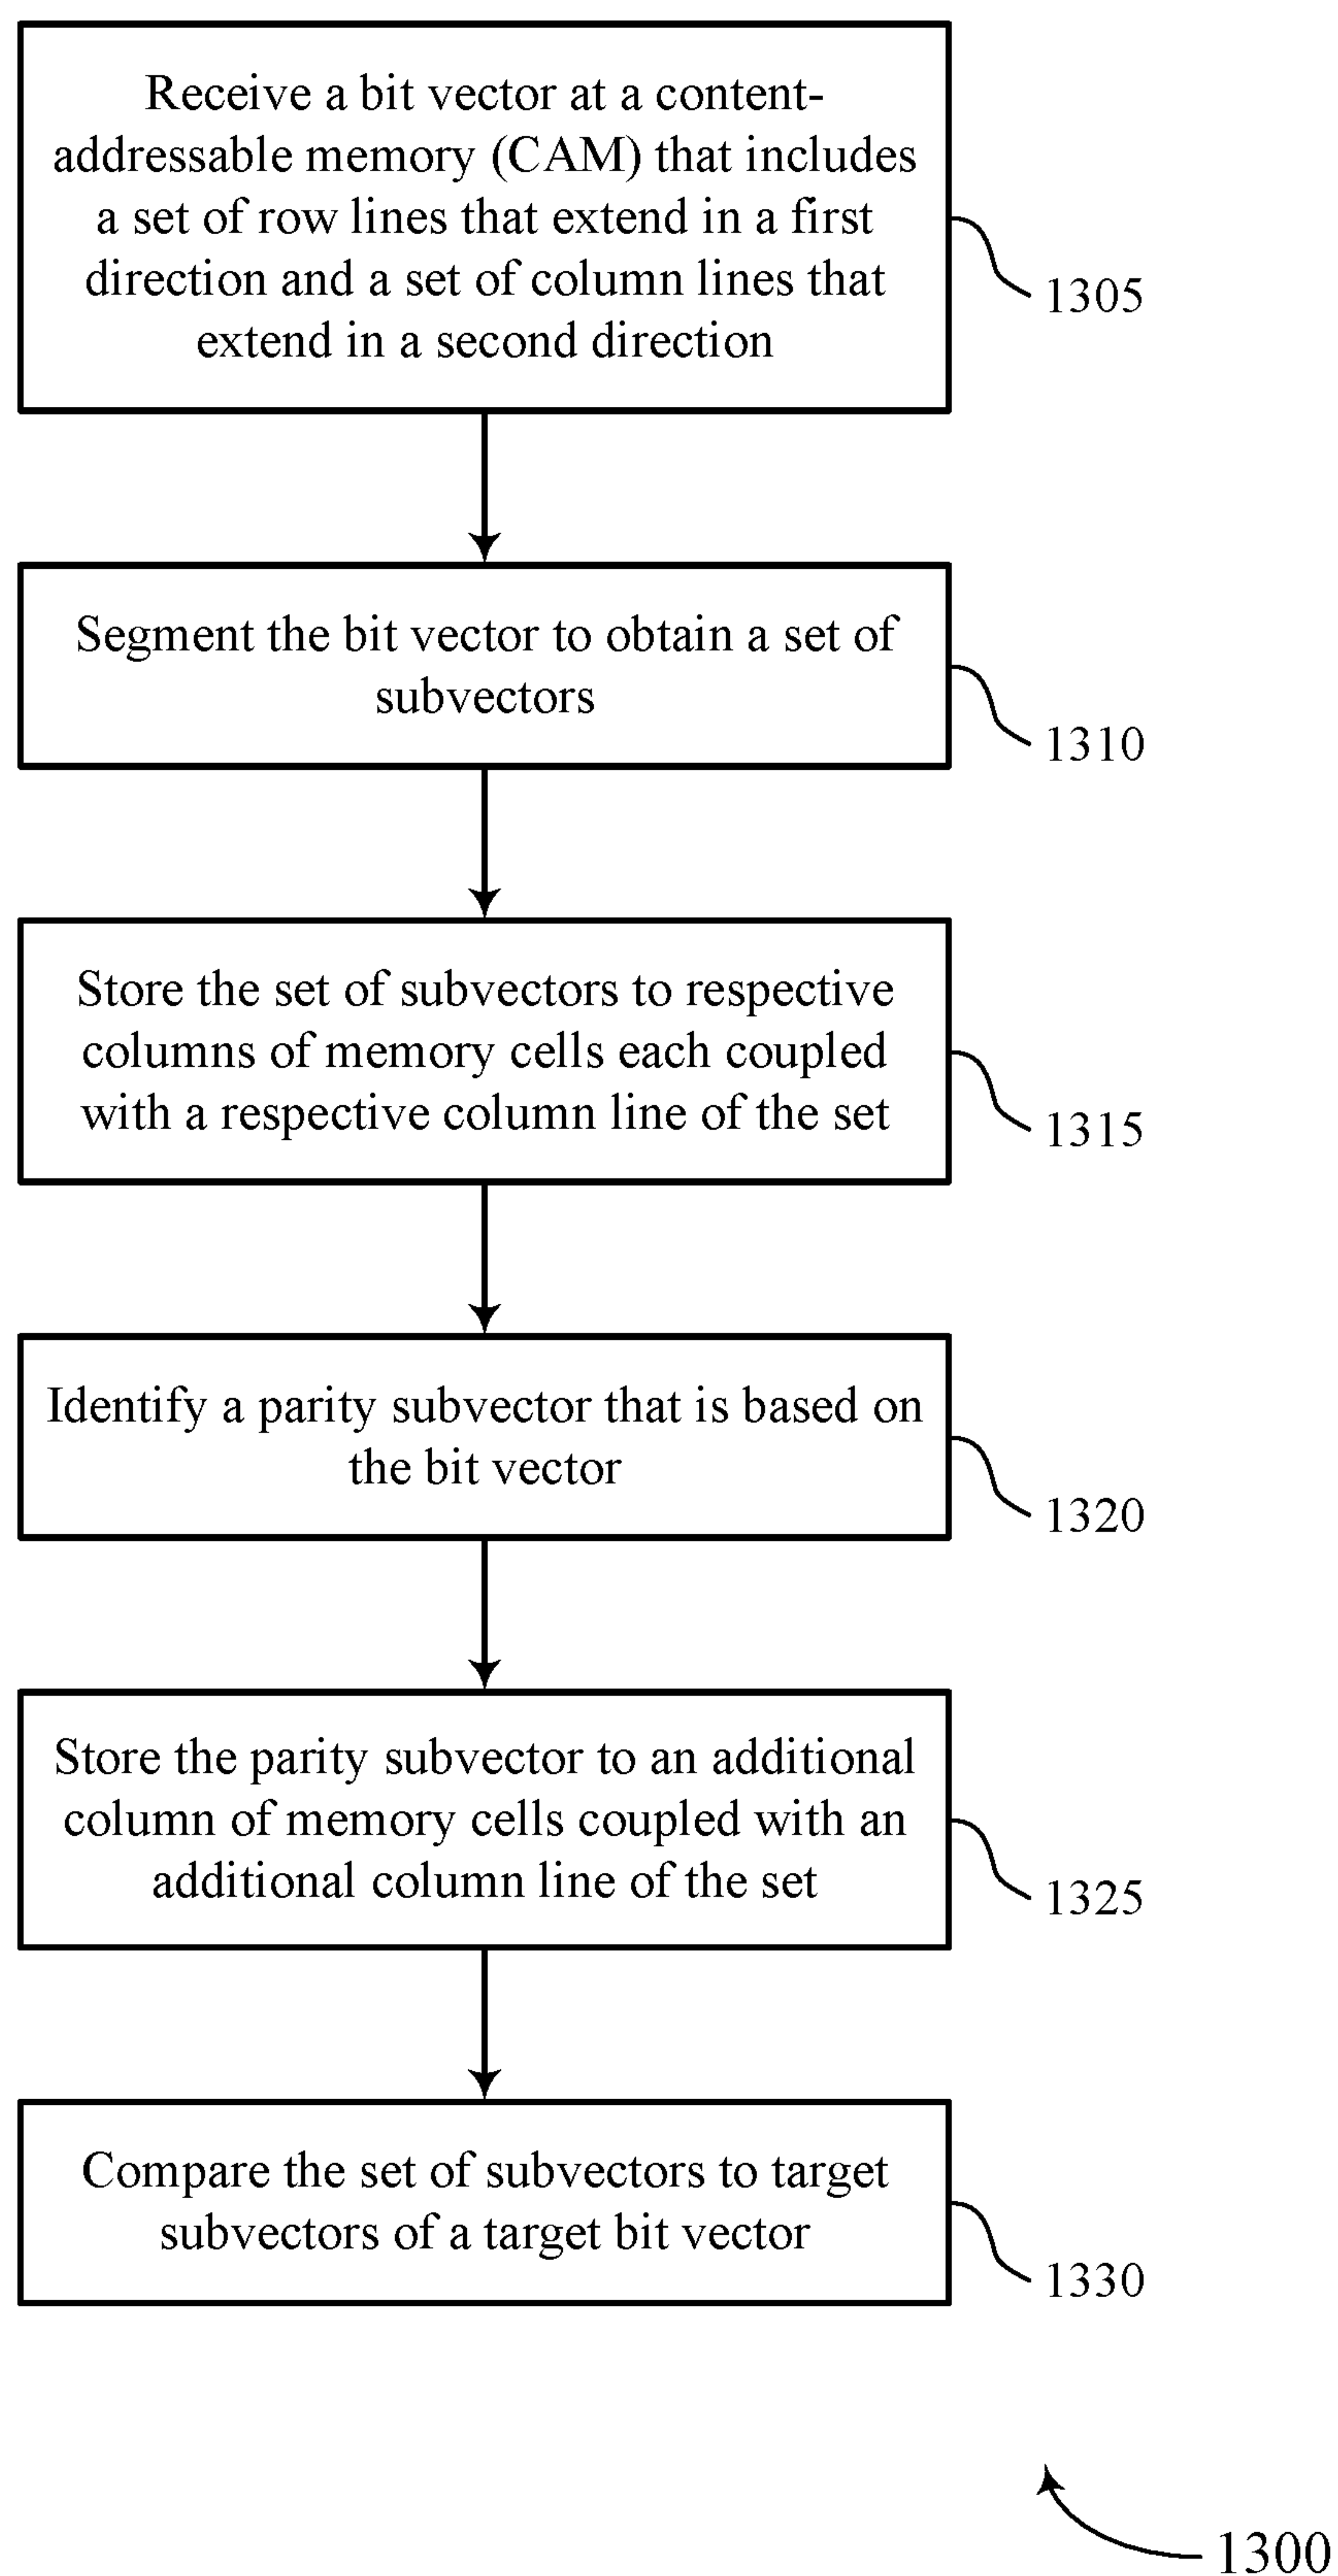 Receive a bit vector at a content-
addressable memory (CAM) that includes
a set of row lines that extend in a first
direction and a set of column lines that
extend in a second direction
1305
Segment the bit vector to obtain a set of
subvectors
1310
Store the set of subvectors to respective
columns of memory cells each coupled
with a respective column line of the set
1315
Identify a parity subvector that is based on
the bit vector
1320
Store the parity subvector to an additional
column of memory cells coupled with an
additional column line of the set
1325
Compare the set of subvectors to target
subvectors of a target bit vector
1330
1300